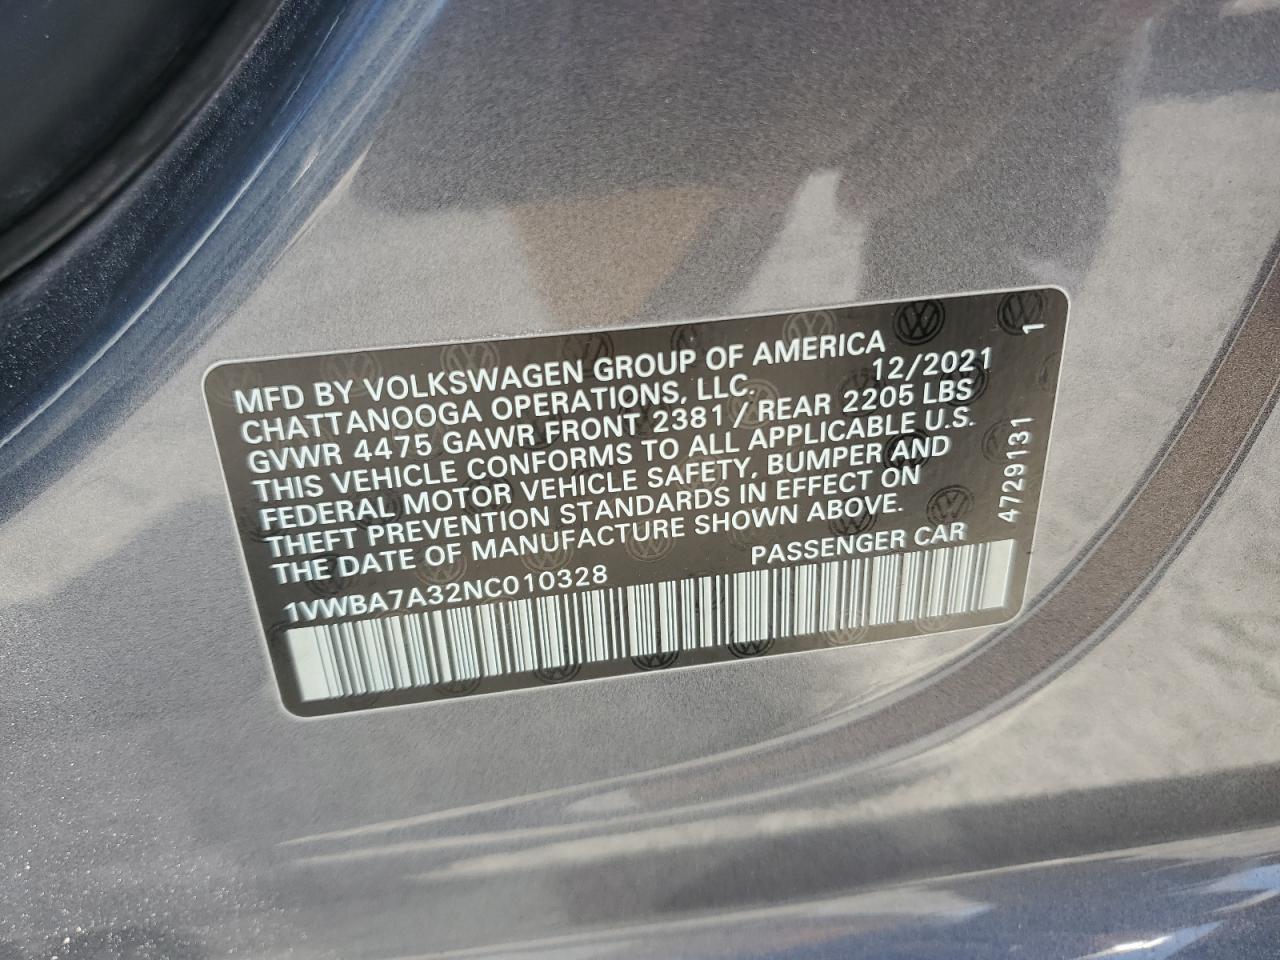 MFD BY VOLKSWAGEN GROUP OF AMERICA
CHATTANOOGA OPERATIONS, LLC. 12/2021 1
GVWR 4475 GAWR FRONT 2381 / REAR 2205 LBS
THIS VEHICLE CONFORMS TO ALL APPLICABLE U.S.
FEDERAL MOTOR VEHICLE SAFETY, BUMPER AND
THEFT PREVENTION STANDARDS IN EFFECT ON
THE DATE OF MANUFACTURE SHOWN ABOVE.
4729131
1VWBA7A32NC010328 PASSENGER CAR